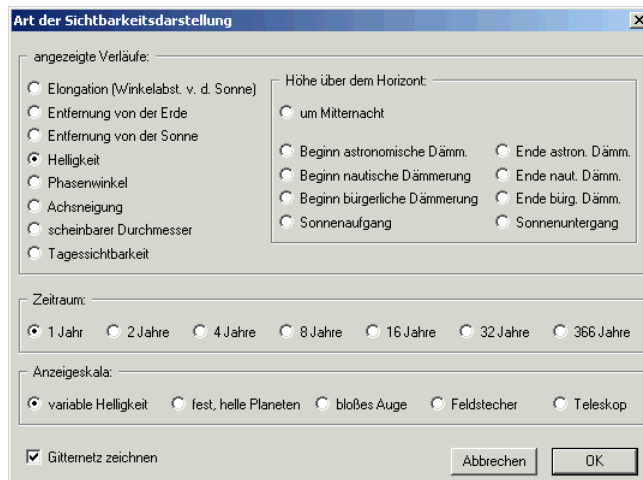 Art der Sichtbarkeitsdarstellung
angezeigte Verläufe:
Elongation (Winkelabst. v. d. Sonne)
Entfernung von der Erde
Entfernung von der Sonne
Helligkeit
Phasenwinkel
Achsneigung
scheinbarer Durchmesser
Tagessichtbarkeit
Höhe über dem Horizont:
um Mitternacht
Beginn astronomische Dämm.
Ende astron. Dämm.
Beginn nautische Dämmerung
Ende naut. Dämm.
Beginn bürgerliche Dämmerung
Ende bürg. Dämm.
Sonnenaufgang
Sonnenuntergang
Zeitraum:
1 Jahr 2 Jahre 4 Jahre 8 Jahre 16 Jahre 32 Jahre 366 Jahre
Anzeigeskala:
variable Helligkeit fest, helle Planeten bloßes Auge Feldstecher Teleskop
Gitternetz zeichnen
Abbrechen OK